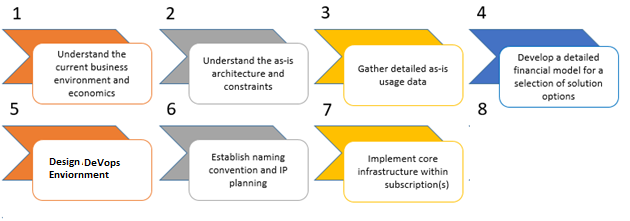 1
2
3
4
Understand the
current business
environment and
economics
Understand the as-is
architecture and
constraints
Gather detailed as-is
usage data
Develop a detailed
financial model for a
selection of solution
options
5
6
7
8
Design DeVops
Enviornment
Establish naming
convention and IP
planning
Implement core
infrastructure within
subscription(s)